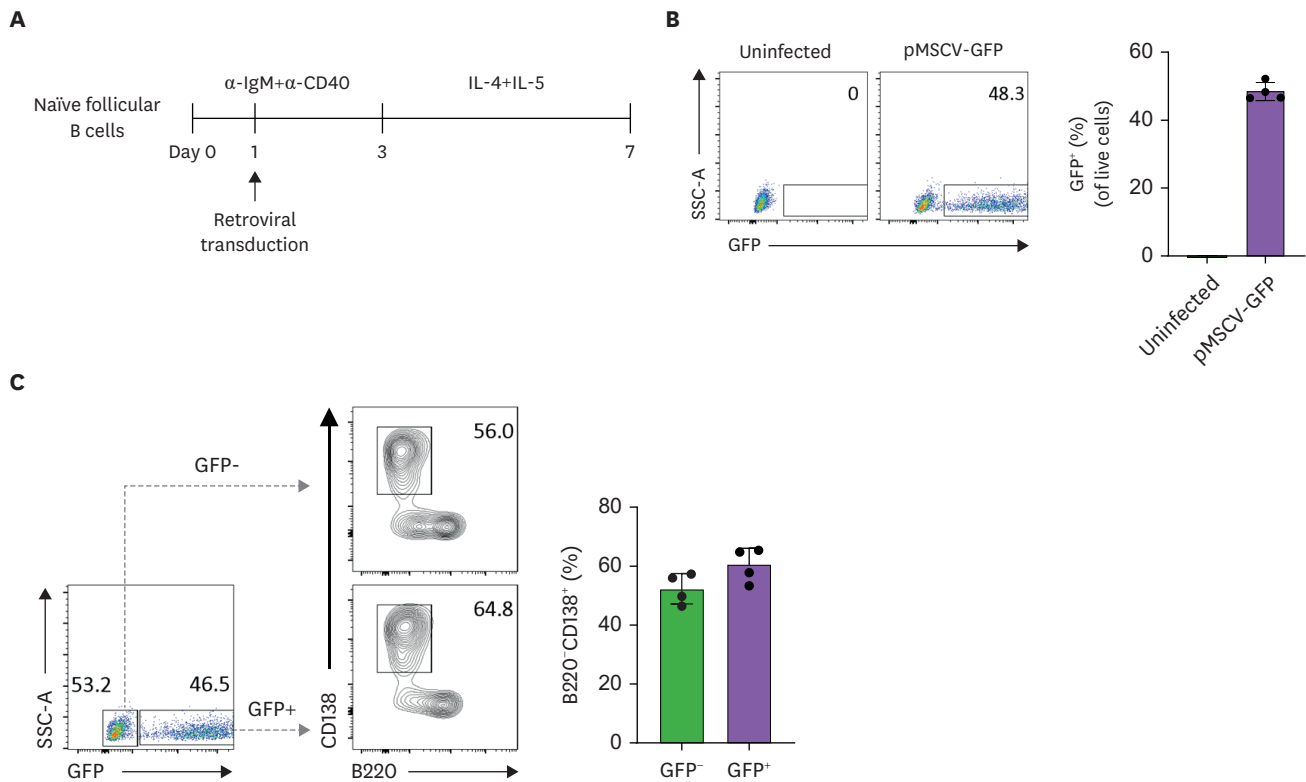 A
Naïve follicular
B cells
α-IgM+α-CD40
IL-4+IL-5
Day 0
1
3
7
Retroviral
transduction
B
Uninfected
pMSCV-GFP
0
48.3
SSC-A
GFP
GFP⁺ (%)
(of live cells)
60
40
20
0
Uninfected
pMSCV-GFP
C
GFP-
56.0
53.2
46.5
SSC-A
GFP
GFP+
64.8
CD138
B220
B220⁻CD138⁺ (%)
80
60
40
20
0
GFP⁻
GFP⁺